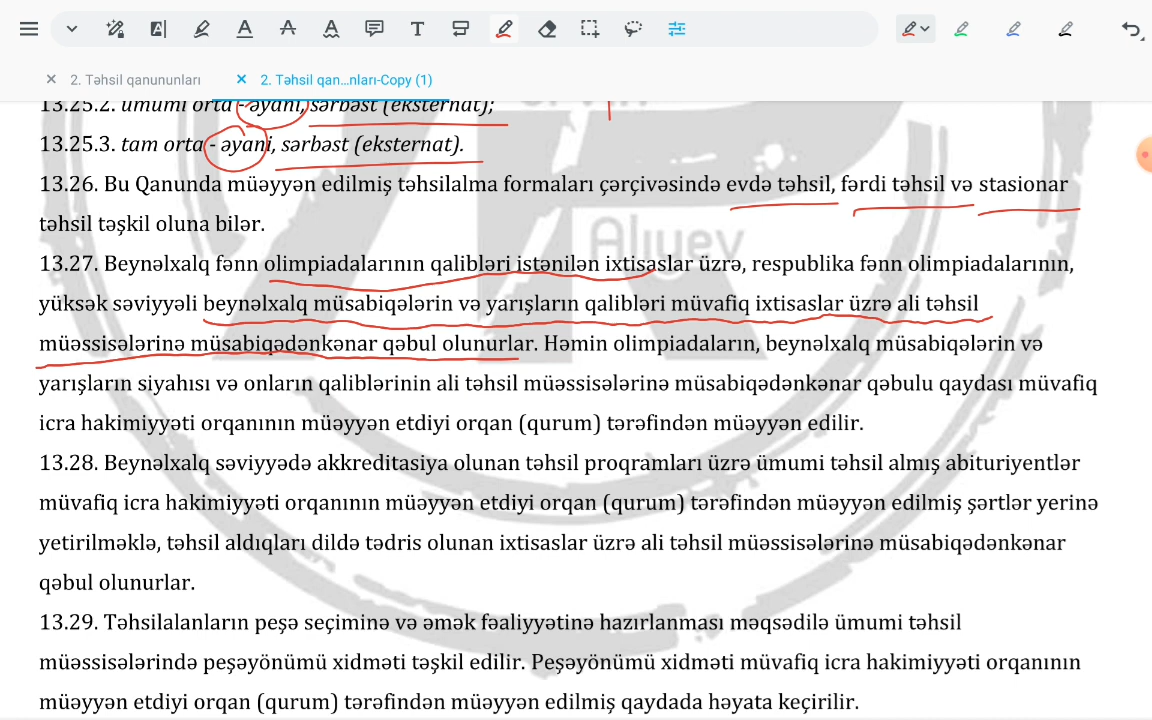 2. Təhsil qanununları
2. Təhsil qan...nları-Copy (1)
13.25.2. ümumi orta - əyani, sərbəst (eksternat);
13.25.3. tam orta - əyani, sərbəst (eksternat).
13.26. Bu Qanunda müəyyən edilmiş təhsilalma formaları çərçivəsində evdə təhsil, fərdi təhsil və stasionar
təhsil təşkil oluna bilər.
Aliyev
13.27. Beynəlxalq fənn olimpiadalarının qalibləri istənilən ixtisaslar üzrə, respublika fənn olimpiadalarının,
yüksək səviyyəli beynəlxalq müsabiqələrin və yarışların qalibləri müvafiq ixtisaslar üzrə ali təhsil
müəssisələrinə müsabiqədənkənar qəbul olunurlar. Həmin olimpiadaların, beynəlxalq müsabiqələrin və
yarışların siyahısı və onların qaliblərinin ali təhsil müəssisələrinə müsabiqədənkənar qəbulu qaydası müvafiq
icra hakimiyyəti orqanının müəyyən etdiyi orqan (qurum) tərəfindən müəyyən edilir.
13.28. Beynəlxalq səviyyədə akkreditasiya olunan təhsil proqramları üzrə ümumi təhsil almış abituriyentlər
müvafiq icra hakimiyyəti orqanının müəyyən etdiyi orqan (qurum) tərəfindən müəyyən edilmiş şərtlər yerinə
yetirilməklə, təhsil aldıqları dildə tədris olunan ixtisaslar üzrə ali təhsil müəssisələrinə müsabiqədənkənar
qəbul olunurlar.
13.29. Təhsilalanların peşə seçiminə və əmək fəaliyyətinə hazırlanması məqsədilə ümumi təhsil
müəssisələrində peşəyönümü xidməti təşkil edilir. Peşəyönümü xidməti müvafiq icra hakimiyyəti orqanının
müəyyən etdiyi orqan (qurum) tərəfindən müəyyən edilmiş qaydada həyata keçirilir.